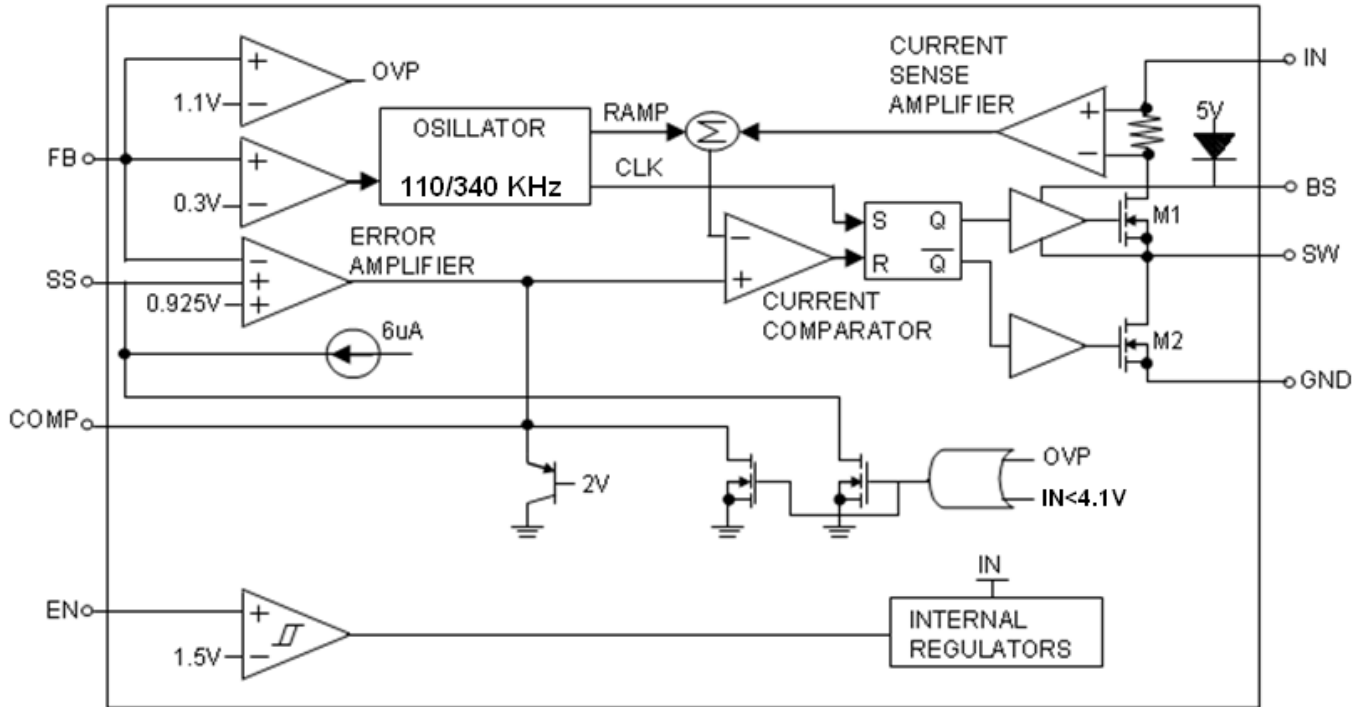 CURRENT
SENSE
AMPLIFIER
IN
+
OVP
1.1V
−
RAMP
Σ
+
−
5V
OSILLATOR
110/340 KHz
FB
+
0.3V
−
CLK
BS
M1
S Q
R Q
SW
ERROR
AMPLIFIER
−
+
SS
−
+
0.925V
+
CURRENT
COMPARATOR
6uA
M2
GND
COMP
2V
OVP
IN<4.1V
EN
+
1.5V
−
IN
INTERNAL
REGULATORS